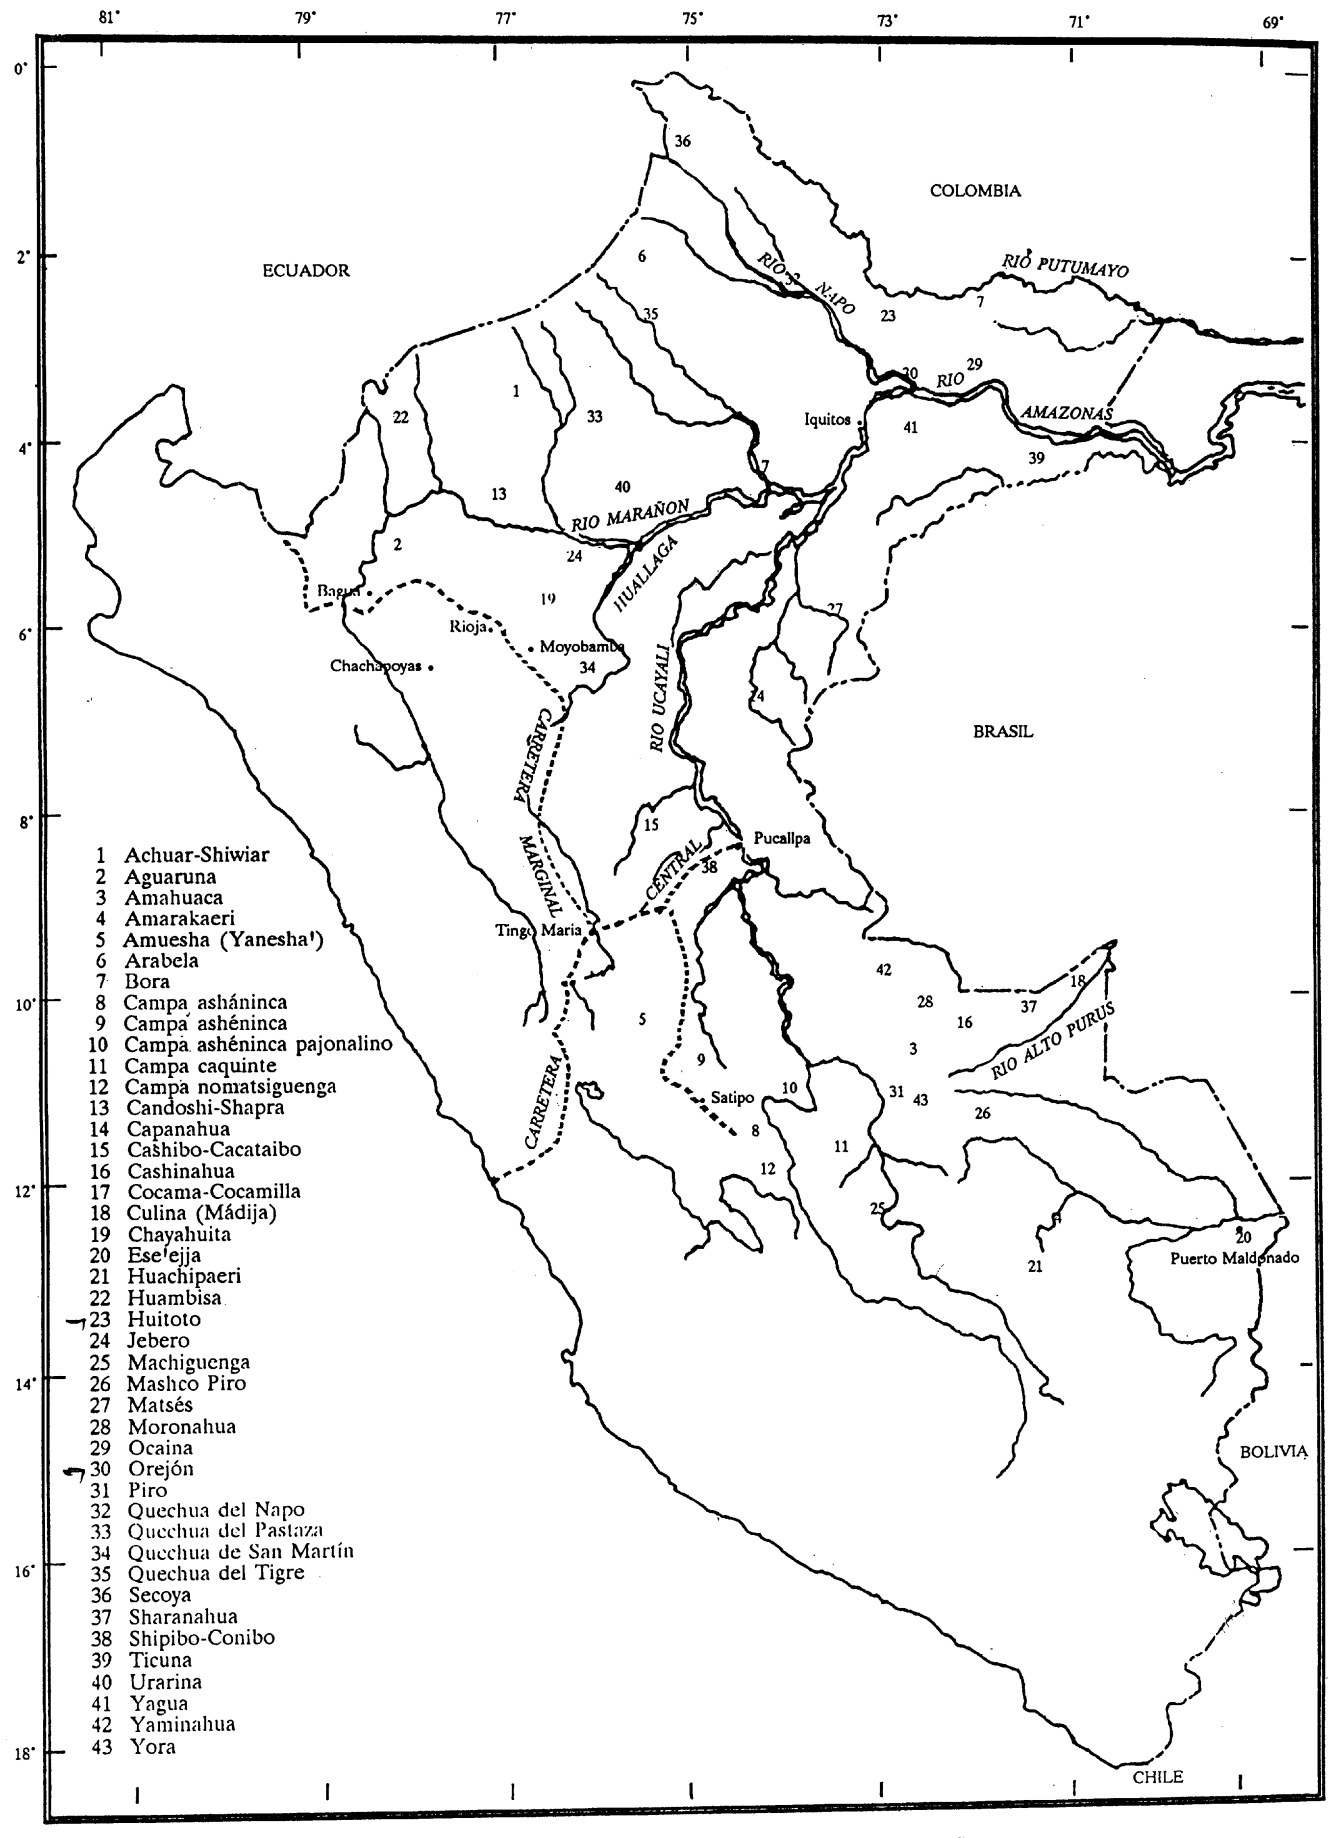 81° 79° 77° 75° 73° 71° 69°
0°
36
COLOMBIA
2°
ECUADOR
6
RIO NAPO
RIO PUTUMAYO
7
23
35
1
22
33
30
29
RIO AMAZONAS
Iquitos
41
39
4°
7
13
40
RIO MARAÑON
2
24
HUALLAGA
19
Bagua
27
6°
Rioja
Moyobamba
Chachapoyas
34
RIO UCAYALI
CARRETERA
BRASIL
8°
15
Pucallpa
MARGINAL
CENTRAL
38
Tingo Maria
42
18
10°
28
37
5
16
RIO ALTO PURUS
3
9
CARRETERA
Satipo
10
31
43
26
8
11
12
12°
25
4
20
Puerto Maldonado
21
14°
BOLIVIA
16°
18°
CHILE
1 Achuar-Shiwiar
2 Aguaruna
3 Amahuaca
4 Amarakaeri
5 Amuesha (Yanesha')
6 Arabela
7 Bora
8 Campa asháninca
9 Campa ashéninca
10 Campa ashéninca pajonalino
11 Campa caquinte
12 Campa nomatsiguenga
13 Candoshi-Shapra
14 Capanahua
15 Cashibo-Cacataibo
16 Cashinahua
17 Cocama-Cocamilla
18 Culina (Mádija)
19 Chayahuita
20 Ese'ejja
21 Huachipaeri
22 Huambisa
23 Huitoto
24 Jebero
25 Machiguenga
26 Mashco Piro
27 Matsés
28 Moronahua
29 Ocaina
30 Orejón
31 Piro
32 Quechua del Napo
33 Quechua del Pastaza
34 Quechua de San Martín
35 Quechua del Tigre
36 Secoya
37 Sharanahua
38 Shipibo-Conibo
39 Ticuna
40 Urarina
41 Yagua
42 Yaminahua
43 Yora